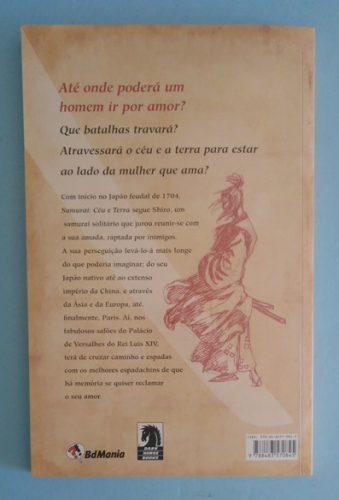 Até onde poderá um
homem ir por amor?
Que batalhas travará?
Atravessará o céu e a terra para estar
ao lado da mulher que ama?
Com início no Japão feudal de 1704,
Samurai: Céu e Terra segue Shiro, um
samurai solitário que jurou reunir-se com
a sua amada, raptada por inimigos.
A sua perseguição levá-lo-á mais longe
do que poderia imaginar: do seu
Japão nativo até ao extenso
império da China, e através
da Ásia e da Europa, até,
finalmente, Paris. Aí, nos
fabulosos salões do Palácio
de Versalhes do Rei Luís XIV,
terá de cruzar caminho e espadas
com os melhores espadachins de que
há memória se quiser reclamar
o seu amor.
BdMania
DARK
HORSE
BOOKS